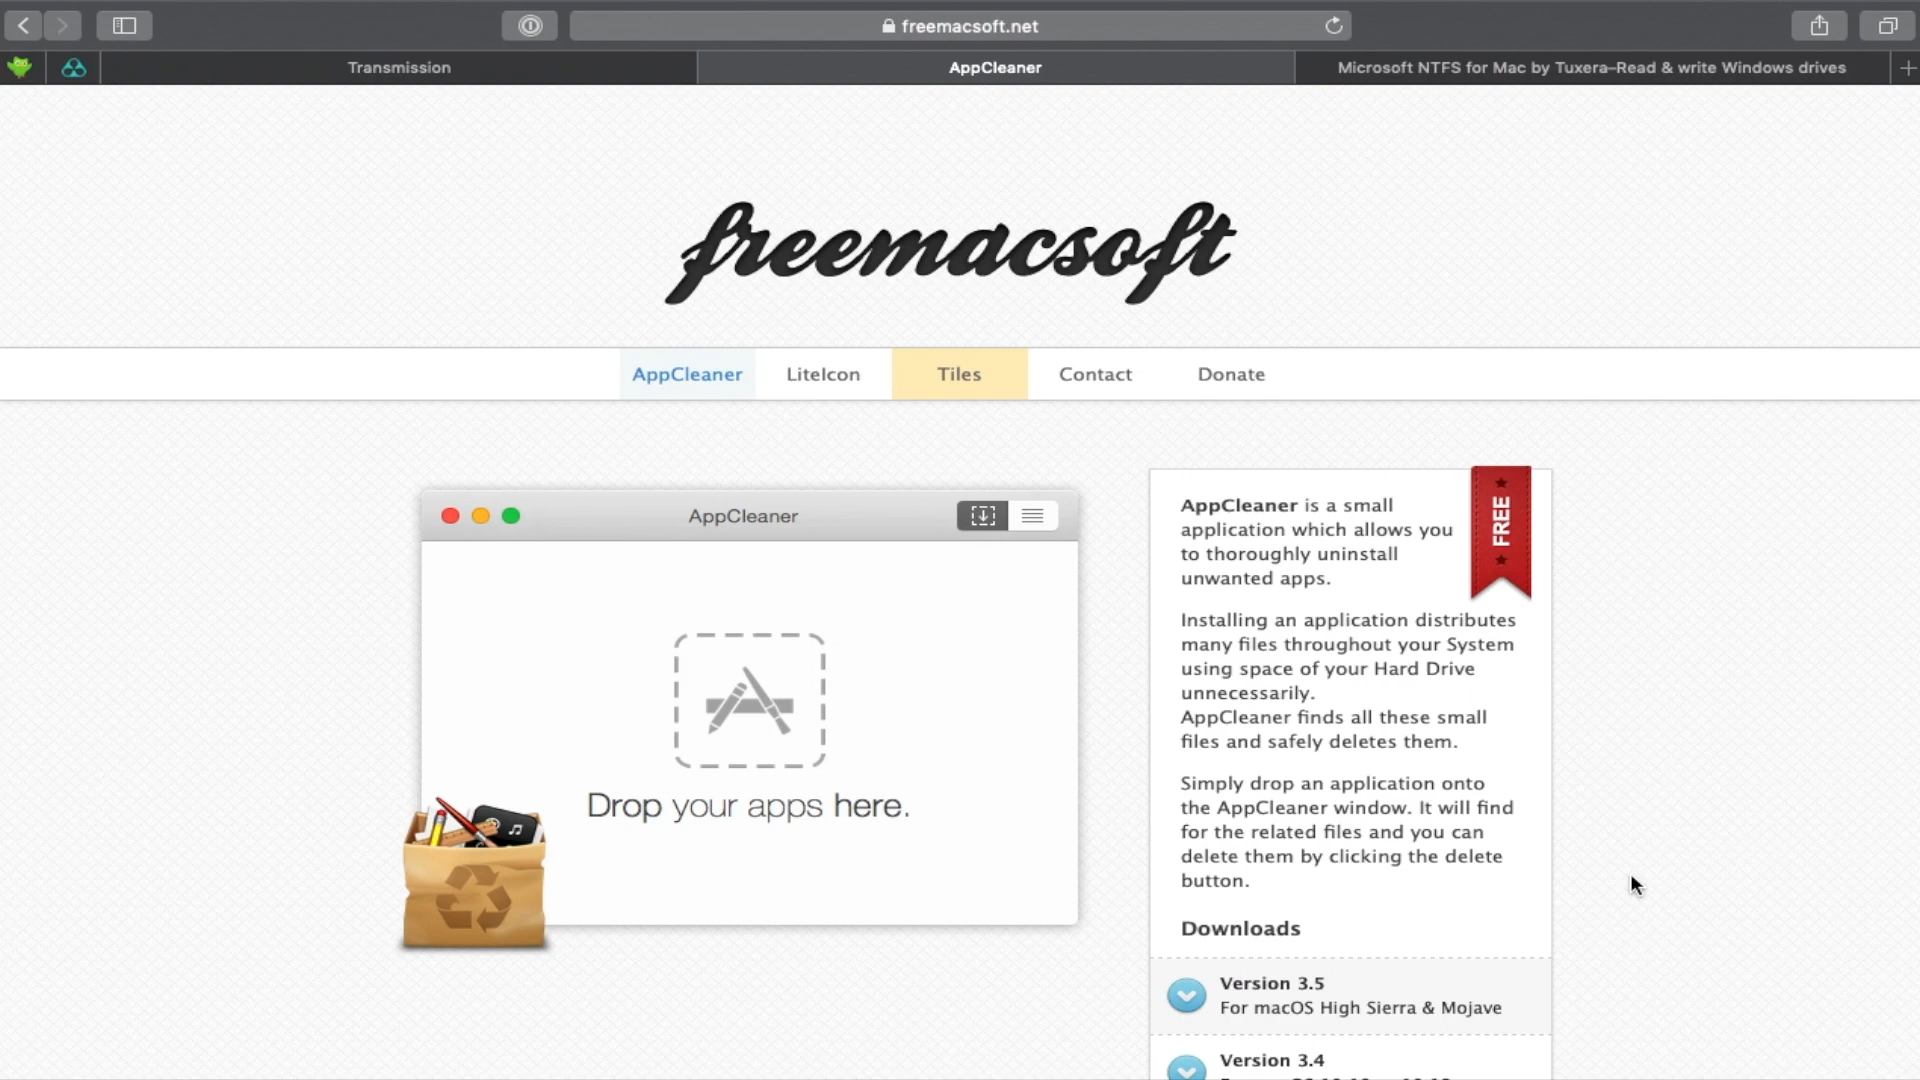 freemacsoft.net
Transmission
AppCleaner
Microsoft NTFS for Mac by Tuxera–Read & write Windows drives
freemacsoft
AppCleaner
LiteIcon
Tiles
Contact
Donate
AppCleaner
Drop your apps here.
FREE
AppCleaner is a small
application which allows you
to thoroughly uninstall
unwanted apps.
Installing an application distributes
many files throughout your System
using space of your Hard Drive
unnecessarily.
AppCleaner finds all these small
files and safely deletes them.
Simply drop an application onto
the AppCleaner window. It will find
for the related files and you can
delete them by clicking the delete
button.
Downloads
Version 3.5
For macOS High Sierra & Mojave
Version 3.4